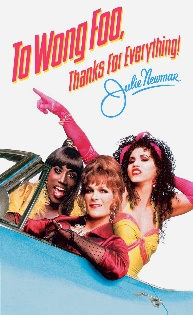 To Wong Foo,
Thanks for Everything!
Julie Newmar